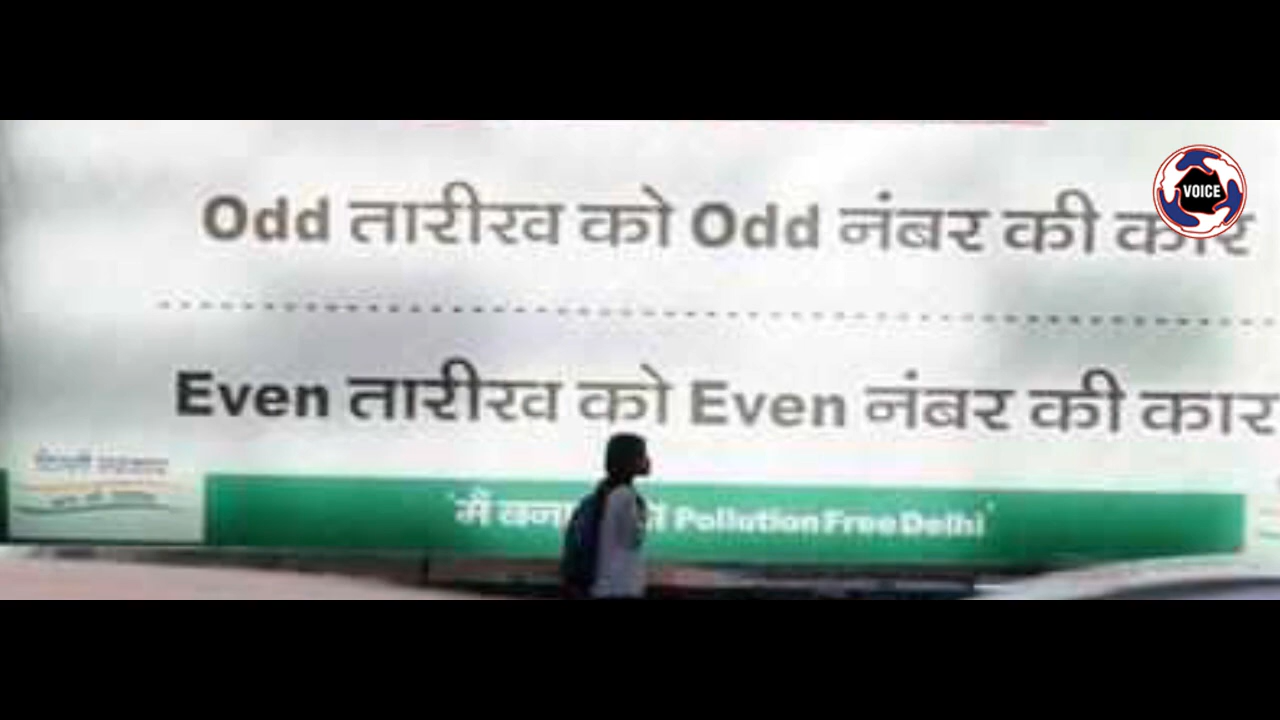 VOICE
Odd तारीख को Odd नंबर की कार
Even तारीख को Even नंबर की कार
मैं Pollution Free Delhi